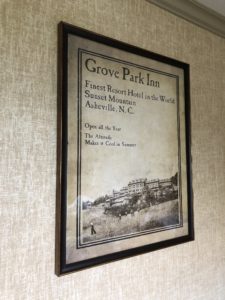 Grove Park Inn
Finest Resort Hotel in the World
Sunset Mountain
Asheville, N. C.
Open all the Year
The Altitude
Makes it Cool in Summer